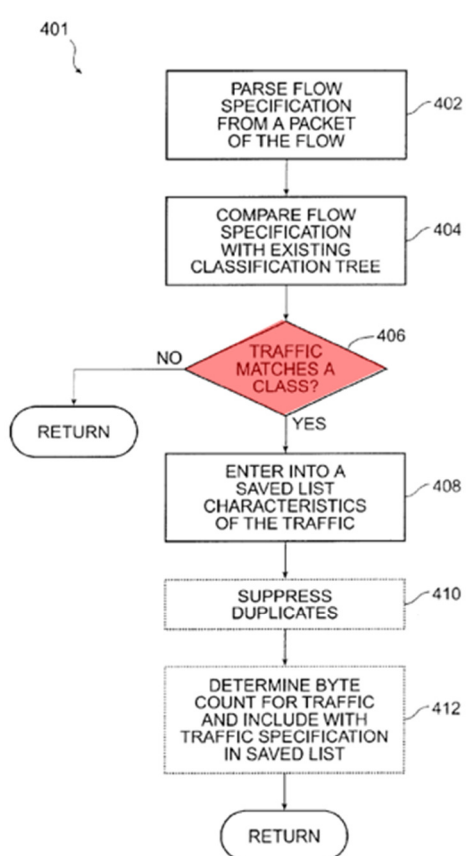 401
PARSE FLOW
SPECIFICATION
FROM A PACKET
OF THE FLOW
402
COMPARE FLOW
SPECIFICATION
WITH EXISTING
CLASSIFICATION TREE
404
TRAFFIC
MATCHES A
CLASS?
406
NO
RETURN
YES
ENTER INTO A
SAVED LIST
CHARACTERISTICS
OF THE TRAFFIC
408
SUPPRESS
DUPLICATES
410
DETERMINE BYTE
COUNT FOR TRAFFIC
AND INCLUDE WITH
TRAFFIC SPECIFICATION
IN SAVED LIST
412
RETURN